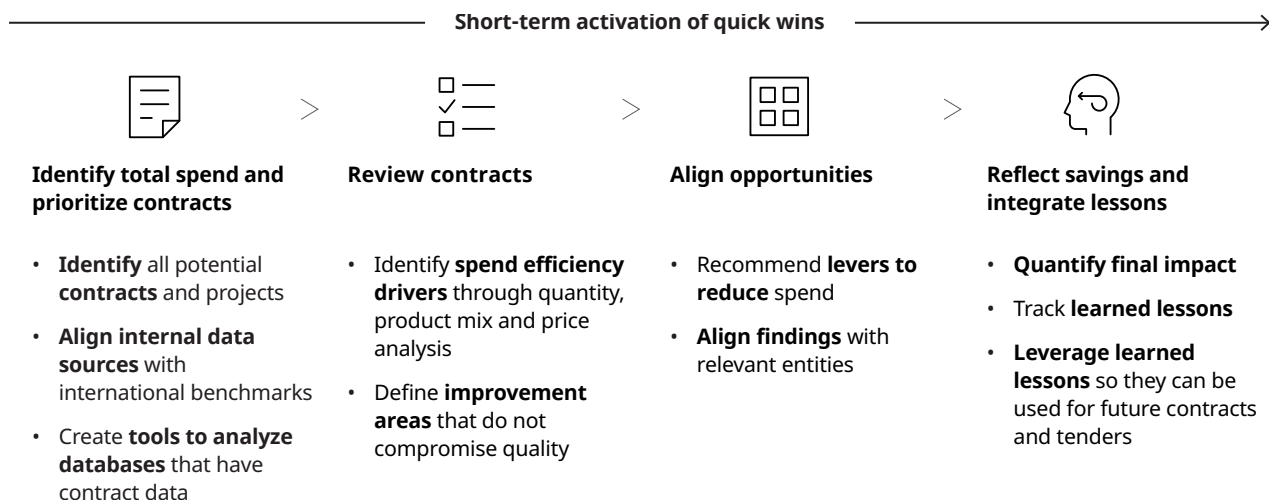 Short-term activation of quick wins
Identify total spend and
prioritize contracts
• Identify all potential
contracts and projects
• Align internal data
sources with
international benchmarks
• Create tools to analyze
databases that have
contract data
Review contracts
• Identify spend efficiency
drivers through quantity,
product mix and price
analysis
• Define improvement
areas that do not
compromise quality
Align opportunities
• Recommend levers to
reduce spend
• Align findings with
relevant entities
Reflect savings and
integrate lessons
• Quantify final impact
• Track learned lessons
• Leverage learned
lessons so they can be
used for future contracts
and tenders